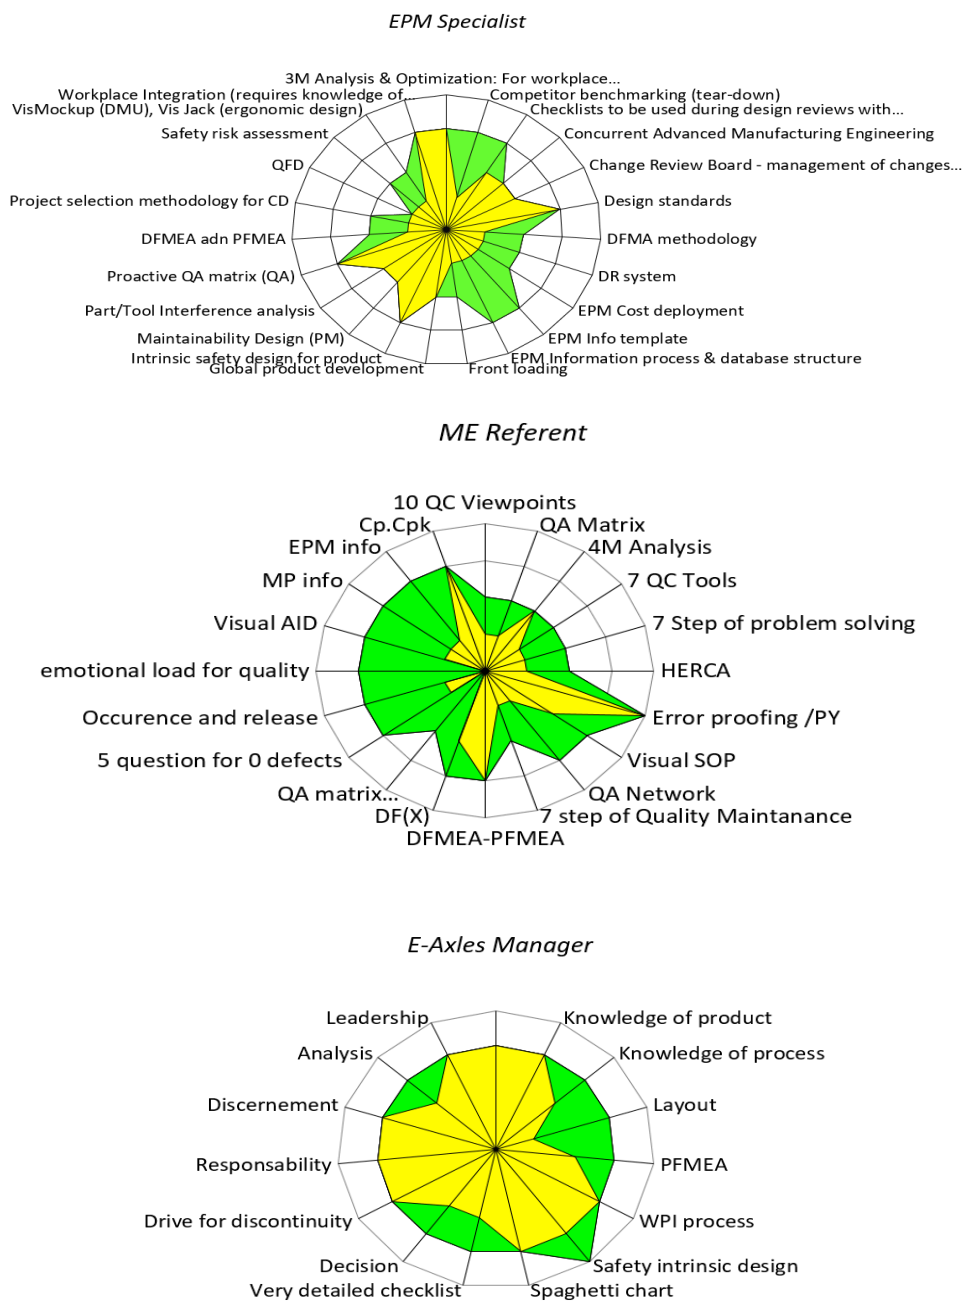 EPM Specialist
3M Analysis & Optimization: For workplace...
Workplace Integration (requires knowledge of...
Competitor benchmarking (tear-down)
VisMockup (DMU), Vis Jack (ergonomic design)
Checklists to be used during design reviews with...
Safety risk assessment
Concurrent Advanced Manufacturing Engineering
QFD
Change Review Board - management of changes...
Project selection methodology for CD
Design standards
DFMEA adn PFMEA
DFMA methodology
Proactive QA matrix (QA)
DR system
Part/Tool Interference analysis
EPM Cost deployment
Maintainability Design (PM)
EPM Info template
Intrinsic safety design for product
EPM Information process & database structure
Global product development
Front loading
ME Referent
10 QC Viewpoints
Cp.Cpk
QA Matrix
EPM info
4M Analysis
MP info
7 QC Tools
Visual AID
7 Step of problem solving
emotional load for quality
HERCA
Occurence and release
Error proofing /PY
5 question for 0 defects
Visual SOP
QA matrix...
QA Network
DF(X)
7 step of Quality Maintanance
DFMEA-PFMEA
E-Axles Manager
Leadership
Knowledge of product
Analysis
Knowledge of process
Discernement
Layout
Responsability
PFMEA
Drive for discontinuity
WPI process
Decision
Safety intrinsic design
Very detailed checklist
Spaghetti chart